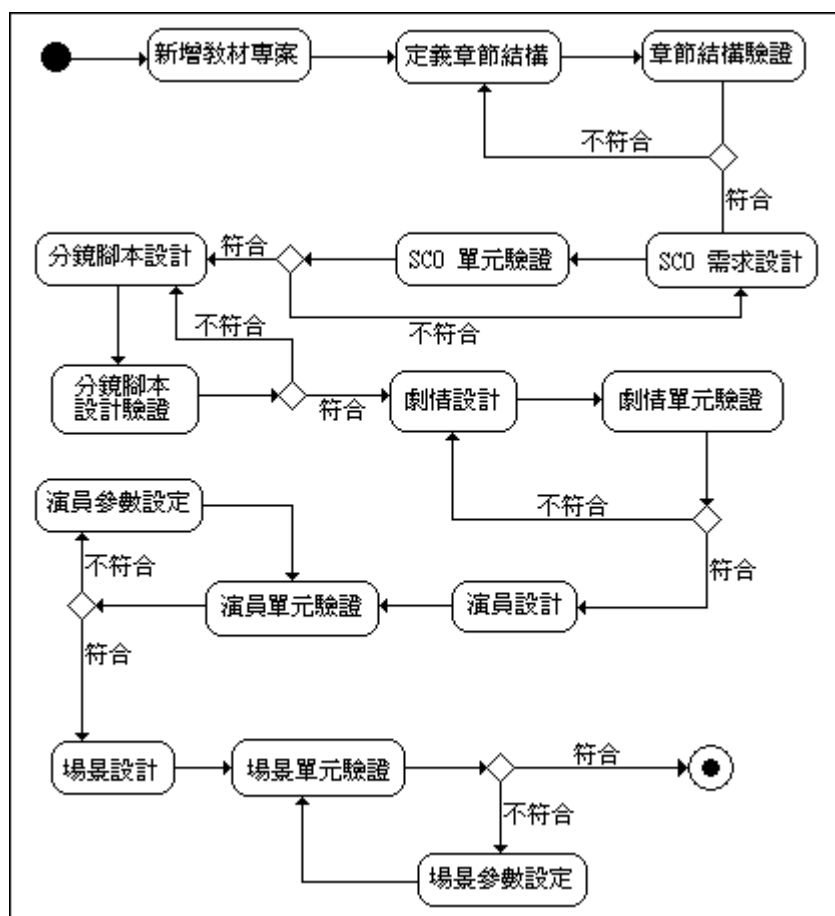 新增教材專案
定義章節結構
章節結構驗證
不符合
符合
分鏡腳本設計
符合
SCO 單元驗證
SCO 需求設計
不符合
不符合
分鏡腳本
設計驗證
符合
劇情設計
劇情單元驗證
演員參數設定
不符合
不符合
符合
演員單元驗證
演員設計
符合
場景設計
場景單元驗證
符合
不符合
場景參數設定